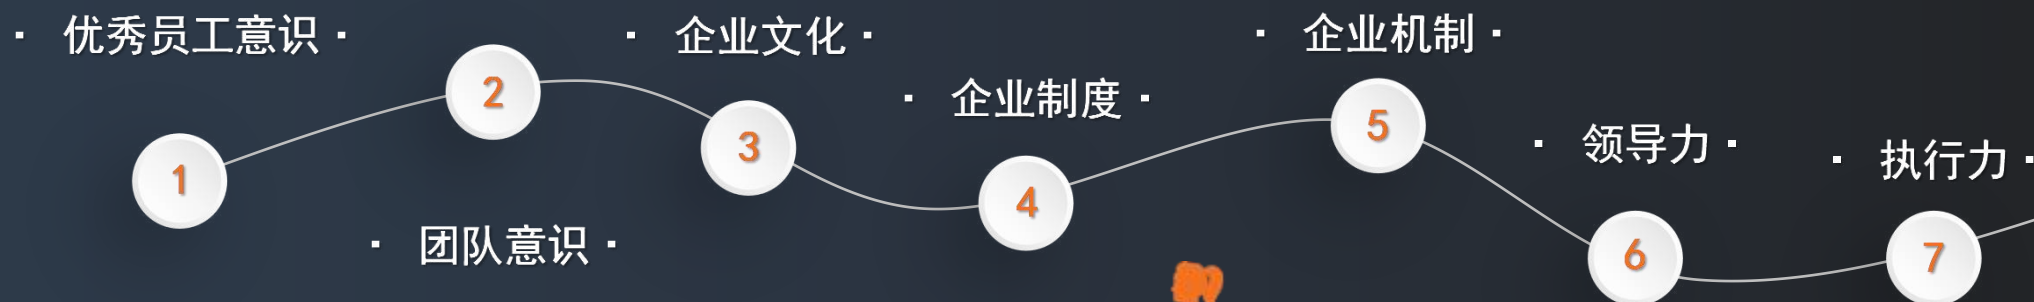 · 优秀员工意识 ·
1
2
· 团队意识 ·
· 企业文化 ·
3
· 企业制度 ·
4
· 企业机制 ·
5
· 领导力 ·
6
· 执行力 ·
7